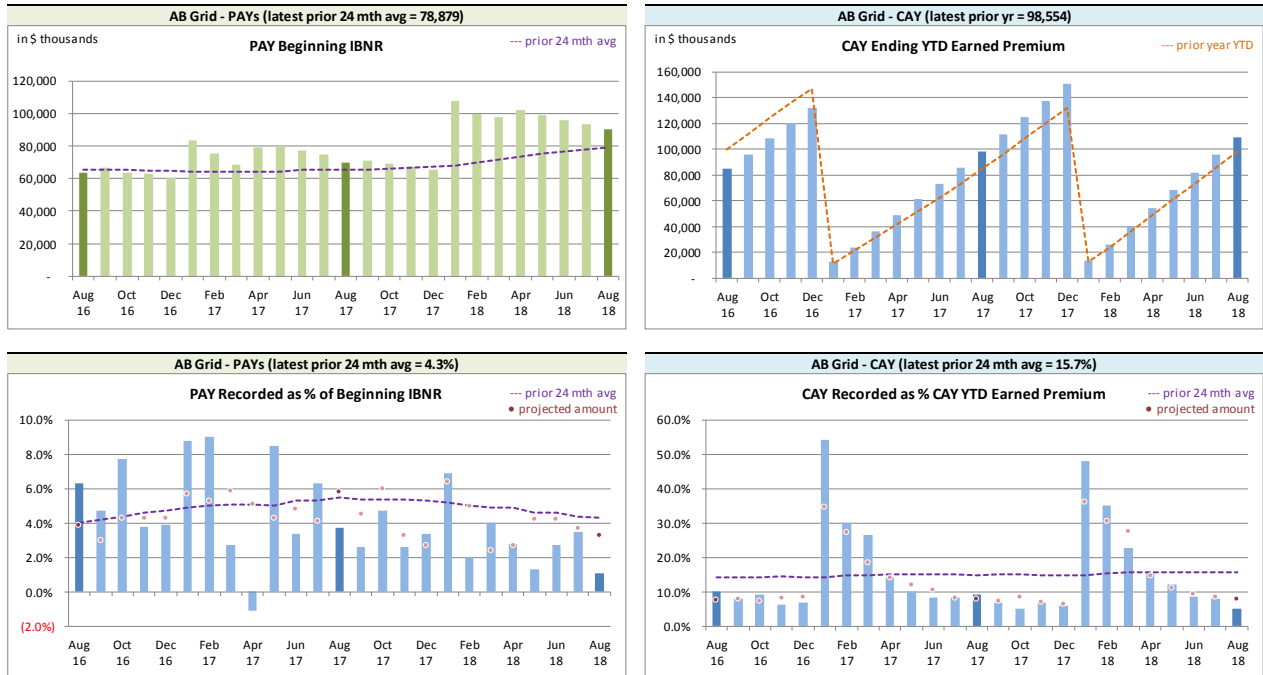 AB Grid - PAYs (latest prior 24 mth avg = 78,879)
in $ thousands
PAY Beginning IBNR
--- prior 24 mth avg
120,000
100,000
80,000
60,000
40,000
20,000
-
Aug Oct Dec Feb Apr Jun Aug Oct Dec Feb Apr Jun Aug
16 16 16 17 17 17 17 17 17 18 18 18 18
AB Grid - CAY (latest prior yr = 98,554)
in $ thousands
CAY Ending YTD Earned Premium
--- prior year YTD
160,000
140,000
120,000
100,000
80,000
60,000
40,000
20,000
-
Aug Oct Dec Feb Apr Jun Aug Oct Dec Feb Apr Jun Aug
16 16 16 17 17 17 17 17 17 18 18 18 18
AB Grid - PAYs (latest prior 24 mth avg = 4.3%)
PAY Recorded as % of Beginning IBNR
--- prior 24 mth avg
• projected amount
10.0%
8.0%
6.0%
4.0%
2.0%
0.0%
(2.0%)
Aug Oct Dec Feb Apr Jun Aug Oct Dec Feb Apr Jun Aug
16 16 16 17 17 17 17 17 17 18 18 18 18
AB Grid - CAY (latest prior 24 mth avg = 15.7%)
CAY Recorded as % CAY YTD Earned Premium
--- prior 24 mth avg
• projected amount
60.0%
50.0%
40.0%
30.0%
20.0%
10.0%
0.0%
Aug Oct Dec Feb Apr Jun Aug Oct Dec Feb Apr Jun Aug
16 16 16 17 17 17 17 17 17 18 18 18 18